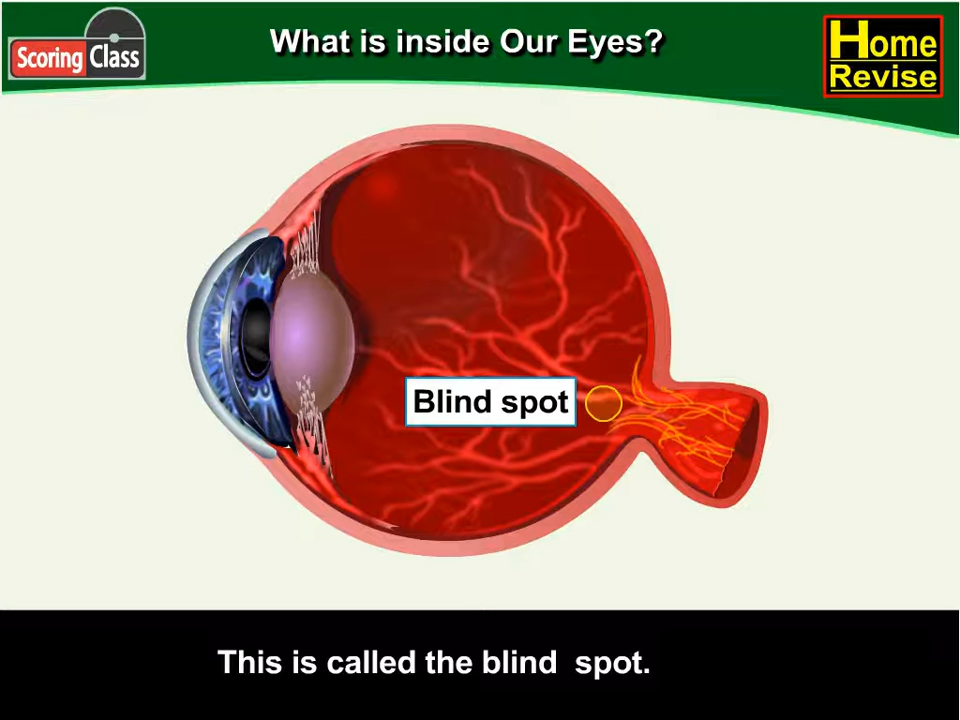 Scoring Class
What is inside Our Eyes?
Home
Revise
Blind spot
This is called the blind  spot.